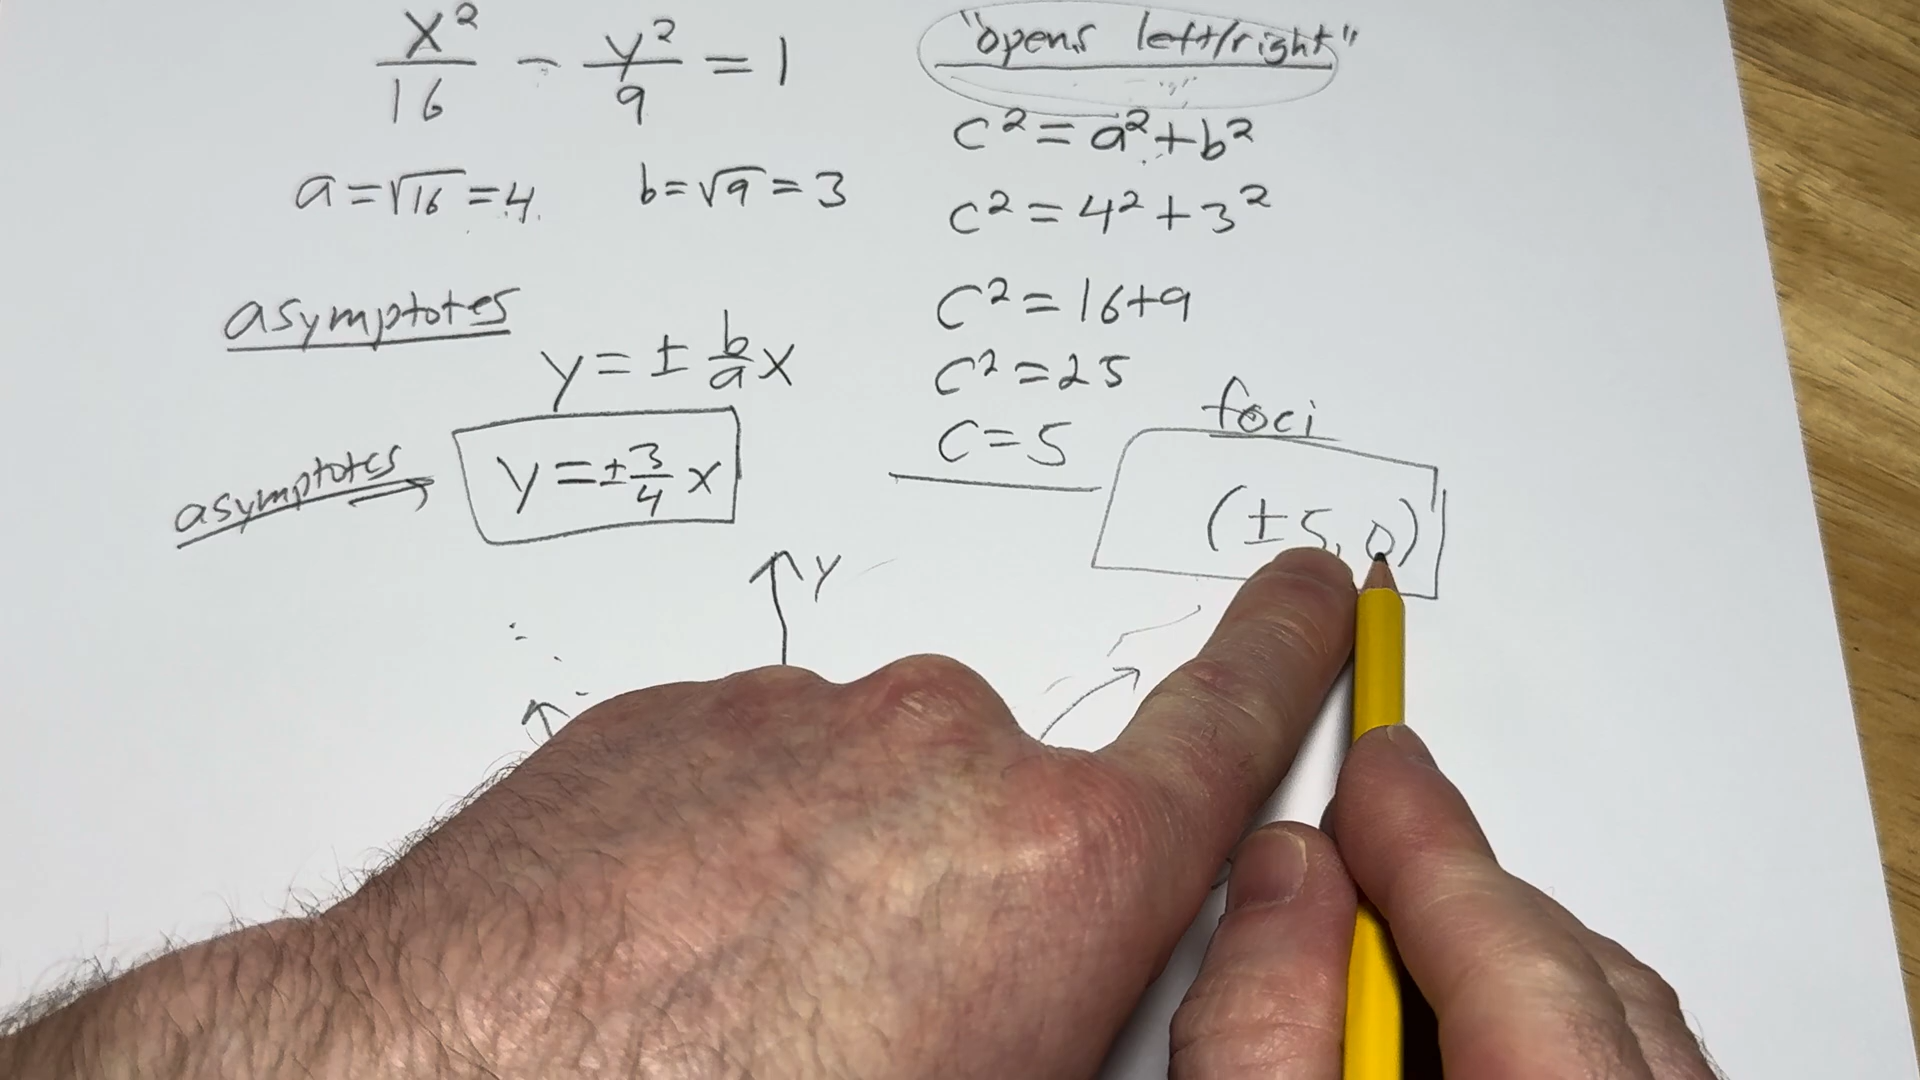 x²/16 - y²/9 = 1
a = √16 = 4 b = √9 = 3
asymptotes
y = ± b/a x
asymptotes → y = ± 3/4 x
y
"opens left/right"
c² = a² + b²
c² = 4² + 3²
c² = 16+9
c² = 25
c = 5
foci
(± 5, 0)